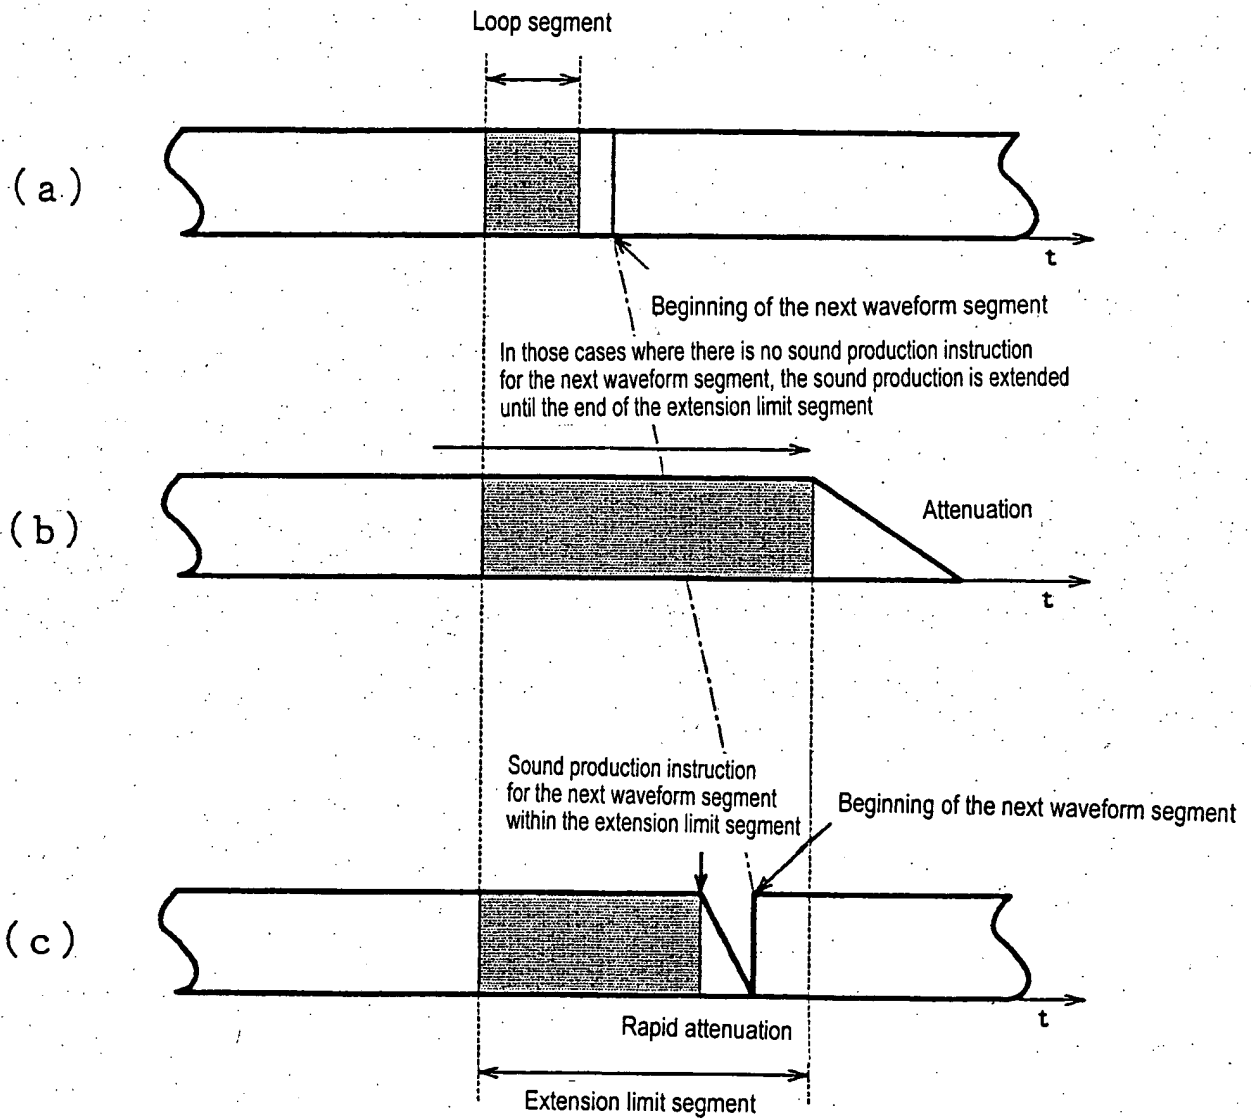 Loop segment
(a)
t
Beginning of the next waveform segment
In those cases where there is no sound production instruction
for the next waveform segment, the sound production is extended
until the end of the extension limit segment
(b)
Attenuation
t
Sound production instruction
for the next waveform segment
within the extension limit segment
Beginning of the next waveform segment
(c)
t
Rapid attenuation
Extension limit segment